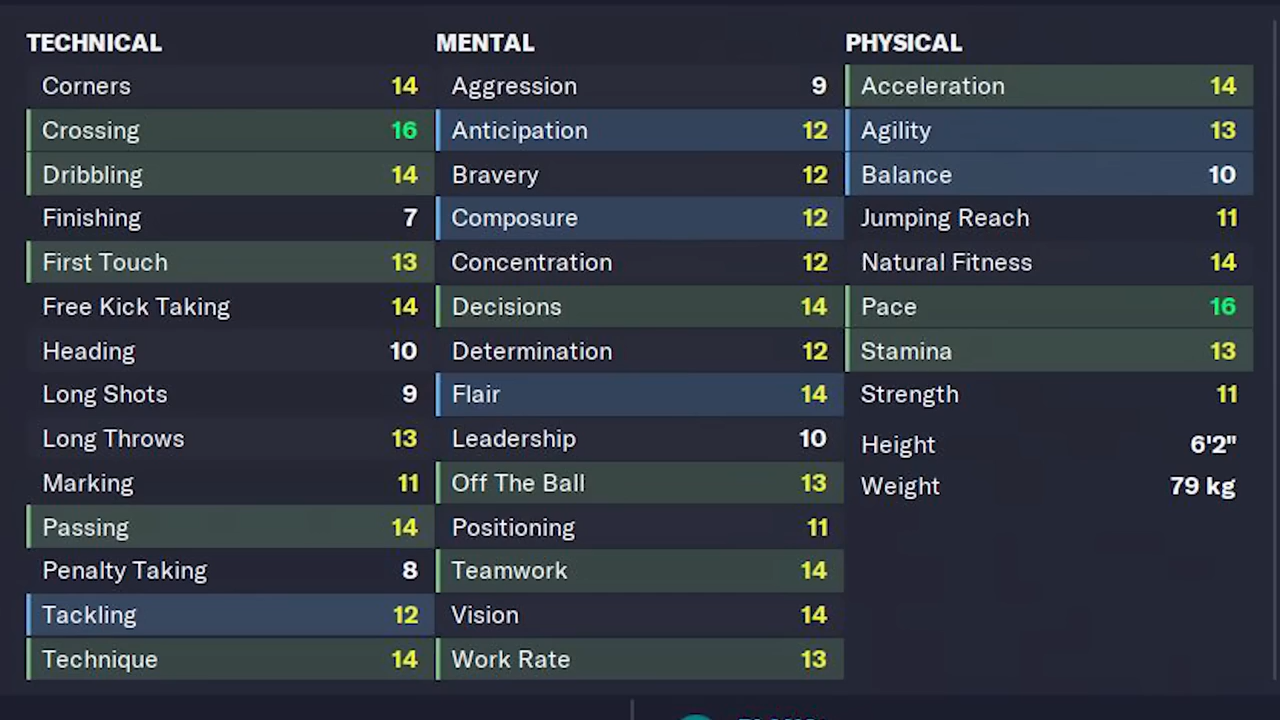 TECHNICAL MENTAL PHYSICAL
Corners 14 Aggression 9 Acceleration 14
Crossing 16 Anticipation 12 Agility 13
Dribbling 14 Bravery 12 Balance 10
Finishing 7 Composure 12 Jumping Reach 11
First Touch 13 Concentration 12 Natural Fitness 14
Free Kick Taking 14 Decisions 14 Pace 16
Heading 10 Determination 12 Stamina 13
Long Shots 9 Flair 14 Strength 11
Long Throws 13 Leadership 10 Height 6'2"
Marking 11 Off The Ball 13 Weight 79 kg
Passing 14 Positioning 11
Penalty Taking 8 Teamwork 14
Tackling 12 Vision 14
Technique 14 Work Rate 13